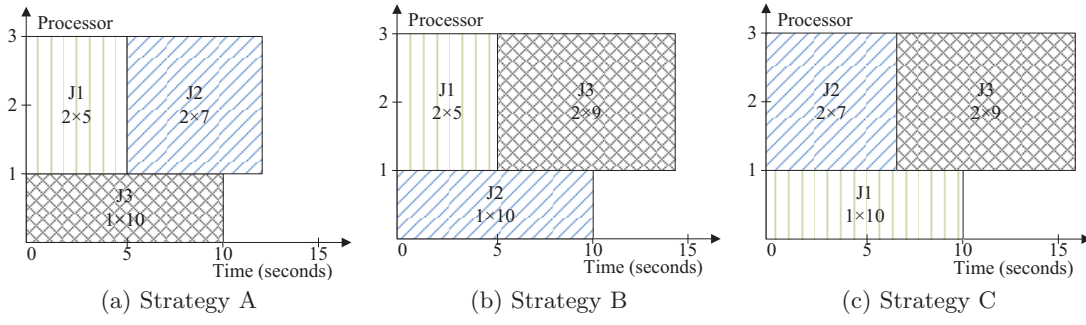 Processor
3
J1
2×5
J2
2×7
2
1
J3
1×10
0
5
10
15
Time (seconds)
(a) Strategy A
Processor
3
J1
2×5
J3
2×9
2
1
J2
1×10
0
5
10
15
Time (seconds)
(b) Strategy B
Processor
3
J2
2×7
J3
2×9
2
1
J1
1×10
0
5
10
15
Time (seconds)
(c) Strategy C